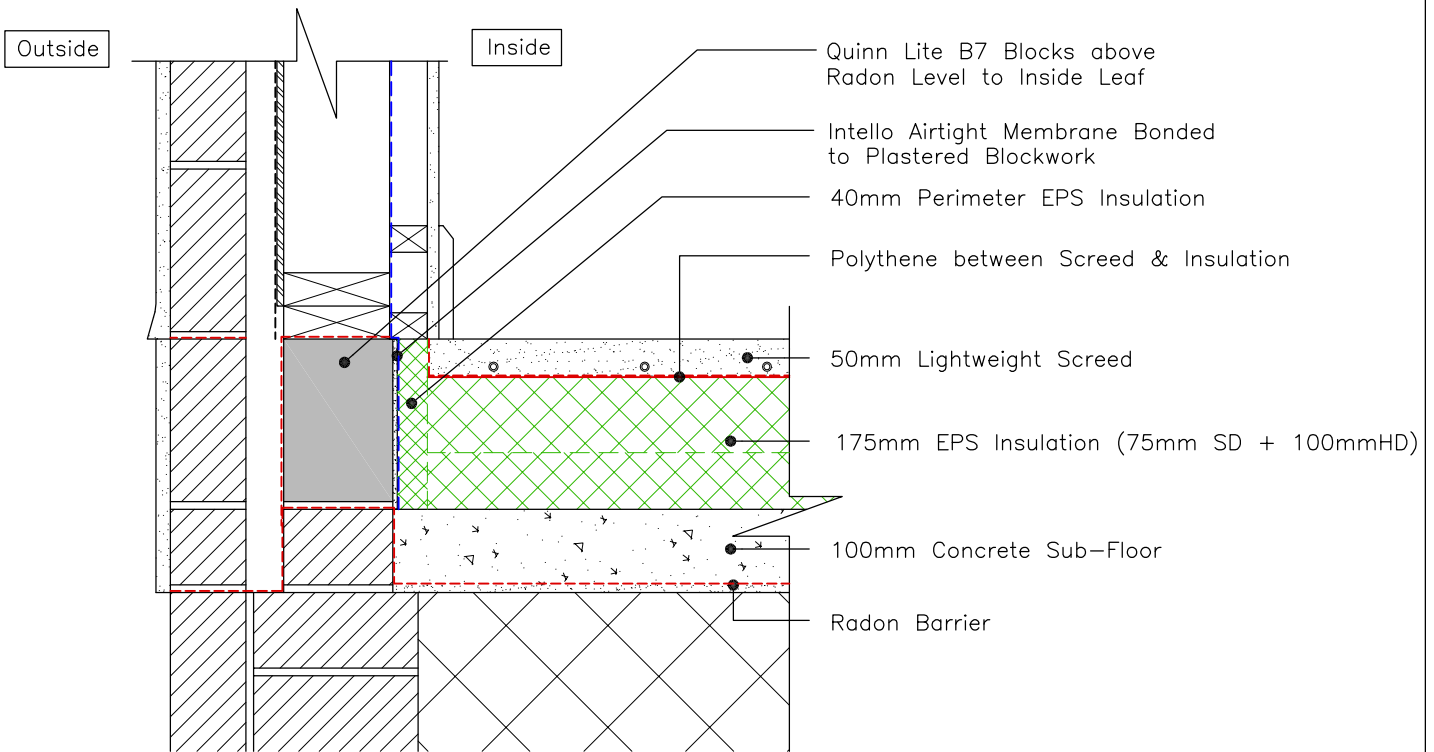 Outside
Inside
Quinn Lite B7 Blocks above
Radon Level to Inside Leaf
Intello Airtight Membrane Bonded
to Plastered Blockwork
40mm Perimeter EPS Insulation
Polythene between Screed & Insulation
50mm Lightweight Screed
175mm EPS Insulation (75mm SD + 100mmHD)
100mm Concrete Sub-Floor
Radon Barrier